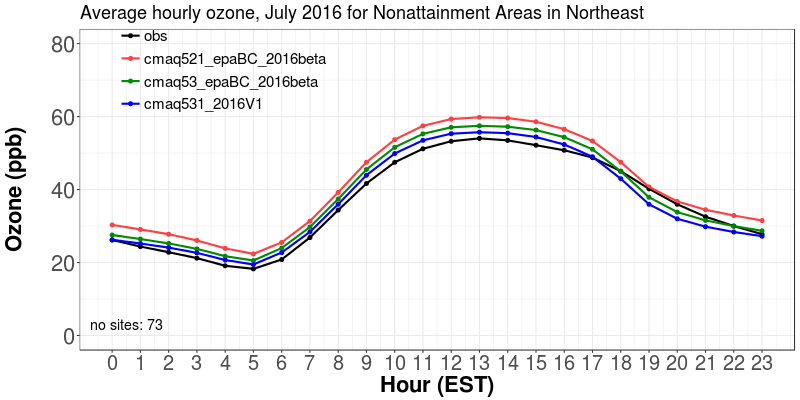 Average hourly ozone, July 2016 for Nonattainment Areas in Northeast
obs
cmaq521_epaBC_2016beta
cmaq53_epaBC_2016beta
cmaq531_2016V1
80
60
40
20
0
Ozone (ppb)
no sites: 73
0 1 2 3 4 5 6 7 8 9 10 11 12 13 14 15 16 17 18 19 20 21 22 23
Hour (EST)